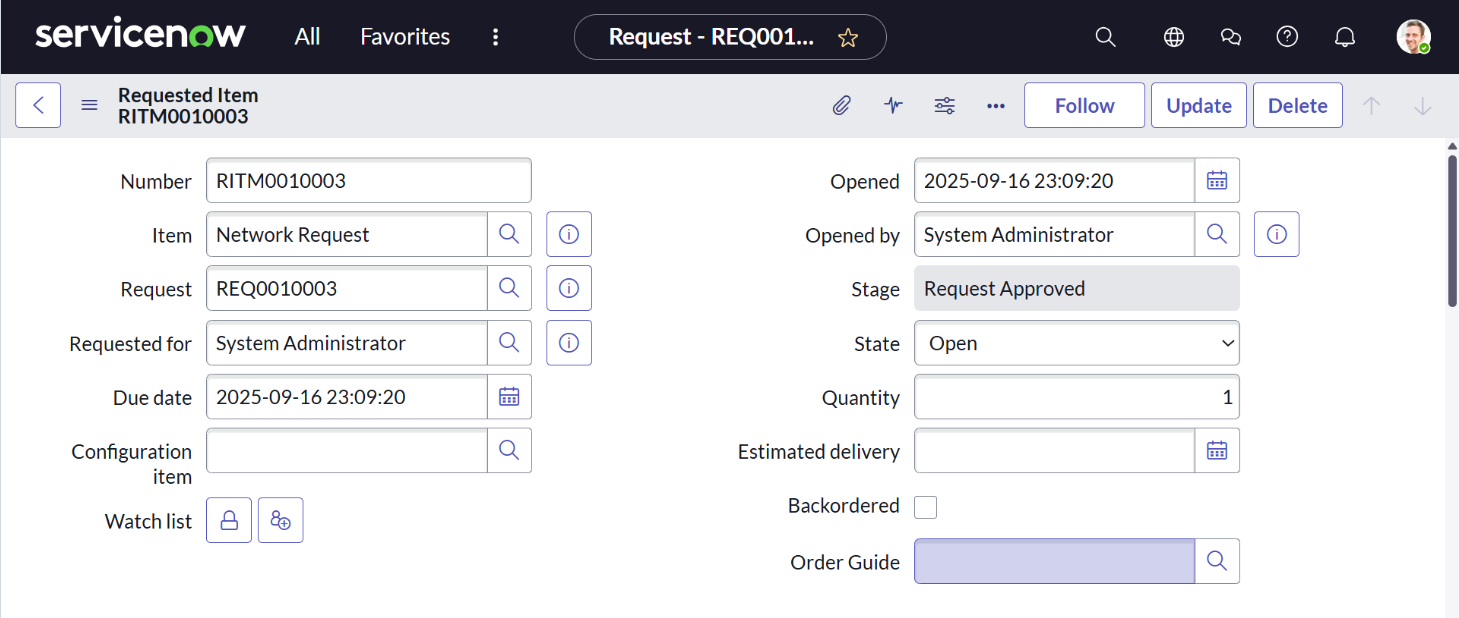 servicenow All Favorites Request - REQ001...
Requested Item
RITM0010003
Follow Update Delete
Number RITM0010003
Opened 2025-09-16 23:09:20
Item Network Request
Opened by System Administrator
Request REQ0010003
Stage Request Approved
Requested for System Administrator
State Open
Due date 2025-09-16 23:09:20
Quantity 1
Configuration
item
Estimated delivery
Watch list
Backordered
Order Guide